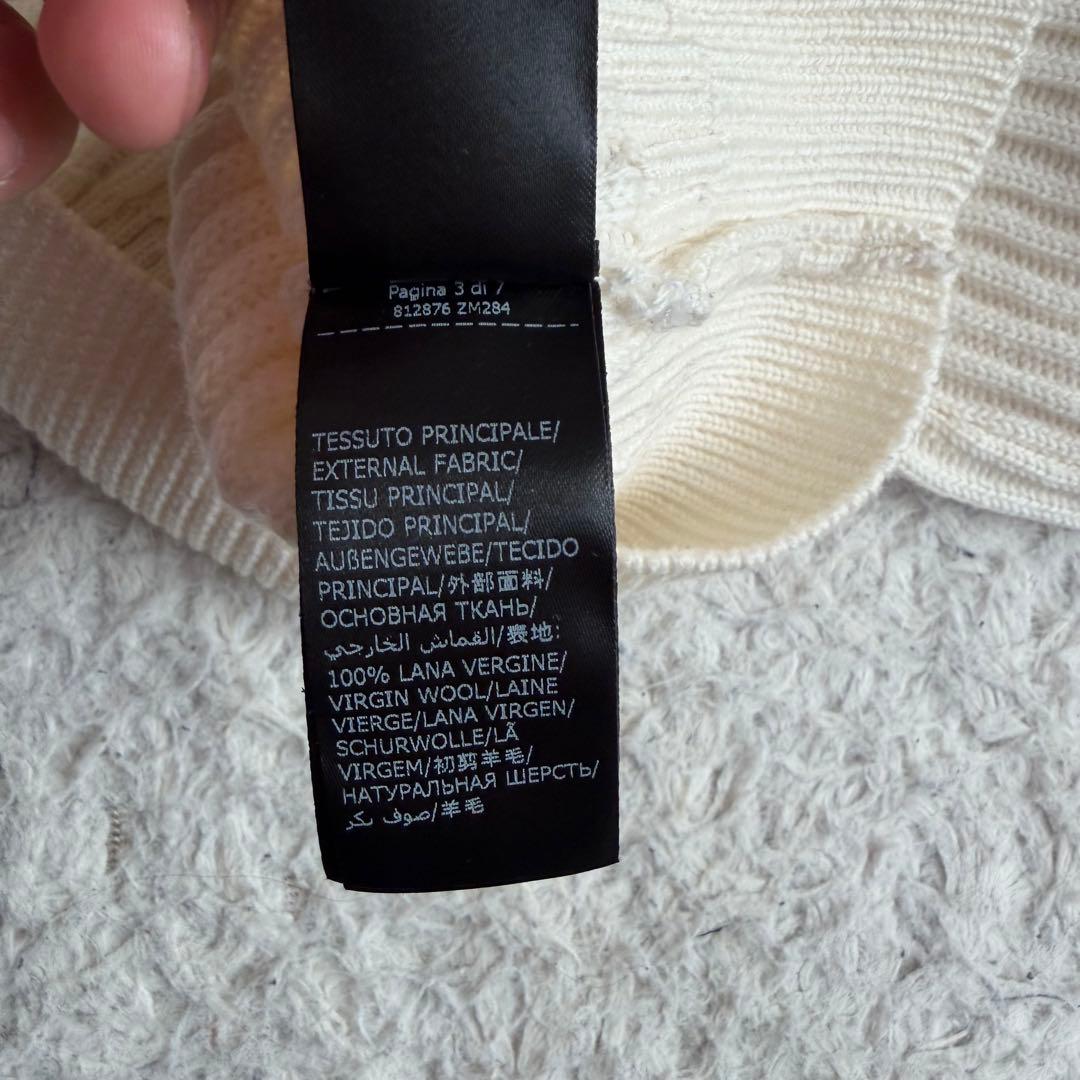 Pagina 3 di 7
812876 ZM284
TESSUTO PRINCIPALE/
EXTERNAL FABRIC/
TISSU PRINCIPAL/
TEJIDO PRINCIPAL/
AUßENGEWEBE/TECIDO
PRINCIPAL/外部面料/
ОСНОВНАЯ ТКАНЬ/
القماش الخارجي/表地:
100% LANA VERGINE/
VIRGIN WOOL/LAINE
VIERGE/LANA VIRGEN/
SCHURWOLLE/LÃ
VIRGEM/初剪羊毛/
НАТУРАЛЬНАЯ ШЕРСТЬ/
صوف بكر/羊毛